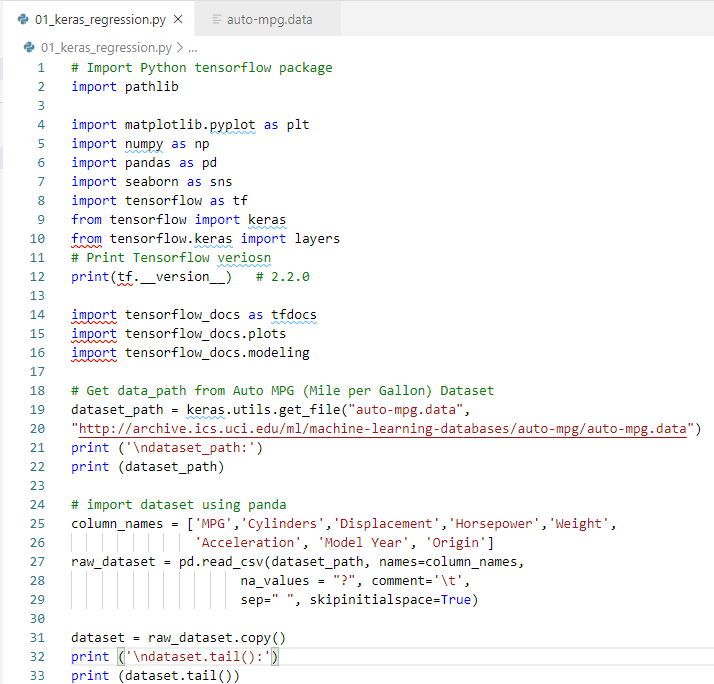 01_keras_regression.py ×
auto-mpg.data
01_keras_regression.py > ...
1 # Import Python tensorflow package
2 import pathlib
3
4 import matplotlib.pyplot as plt
5 import numpy as np
6 import pandas as pd
7 import seaborn as sns
8 import tensorflow as tf
9 from tensorflow import keras
10 from tensorflow.keras import layers
11 # Print Tensorflow veriosn
12 print(tf.__version__)   # 2.2.0
13
14 import tensorflow_docs as tfdocs
15 import tensorflow_docs.plots
16 import tensorflow_docs.modeling
17
18 # Get data_path from Auto MPG (Mile per Gallon) Dataset
19 dataset_path = keras.utils.get_file("auto-mpg.data",
20 "http://archive.ics.uci.edu/ml/machine-learning-databases/auto-mpg/auto-mpg.data")
21 print ('\ndataset_path:')
22 print (dataset_path)
23
24 # import dataset using panda
25 column_names = ['MPG','Cylinders','Displacement','Horsepower','Weight',
26                 'Acceleration', 'Model Year', 'Origin']
27 raw_dataset = pd.read_csv(dataset_path, names=column_names,
28                       na_values = "?", comment='\t',
29                       sep=" ", skipinitialspace=True)
30
31 dataset = raw_dataset.copy()
32 print ('\ndataset.tail():')
33 print (dataset.tail())